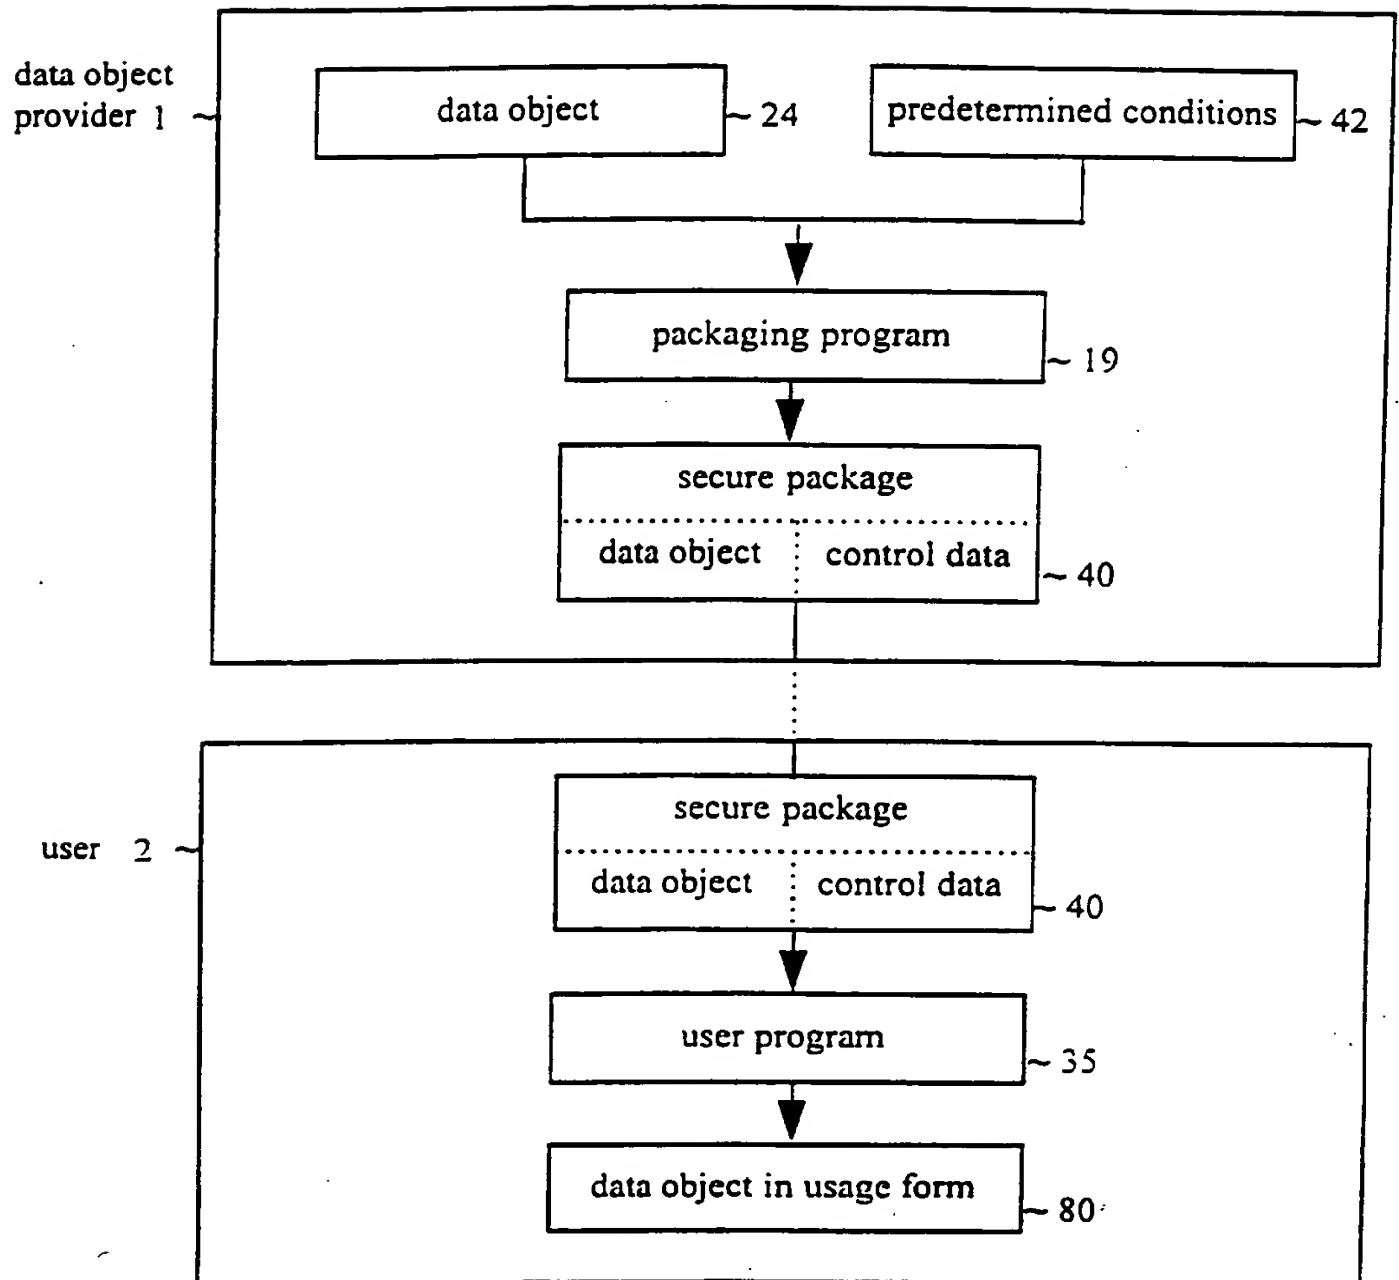 data object
provider 1
data object
24
predetermined conditions
42
packaging program
19
secure package
data object
control data
40
user 2
secure package
data object
control data
40
user program
35
data object in usage form
80